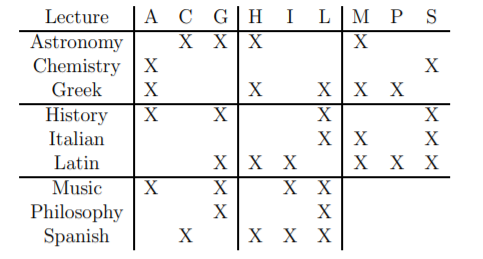 Lecture A C G H I L M P S
Astronomy X X X X
Chemistry X X
Greek X X X X X
History X X X X
Italian X X X
Latin X X X X X X
Music X X X X
Philosophy X X
Spanish X X X X